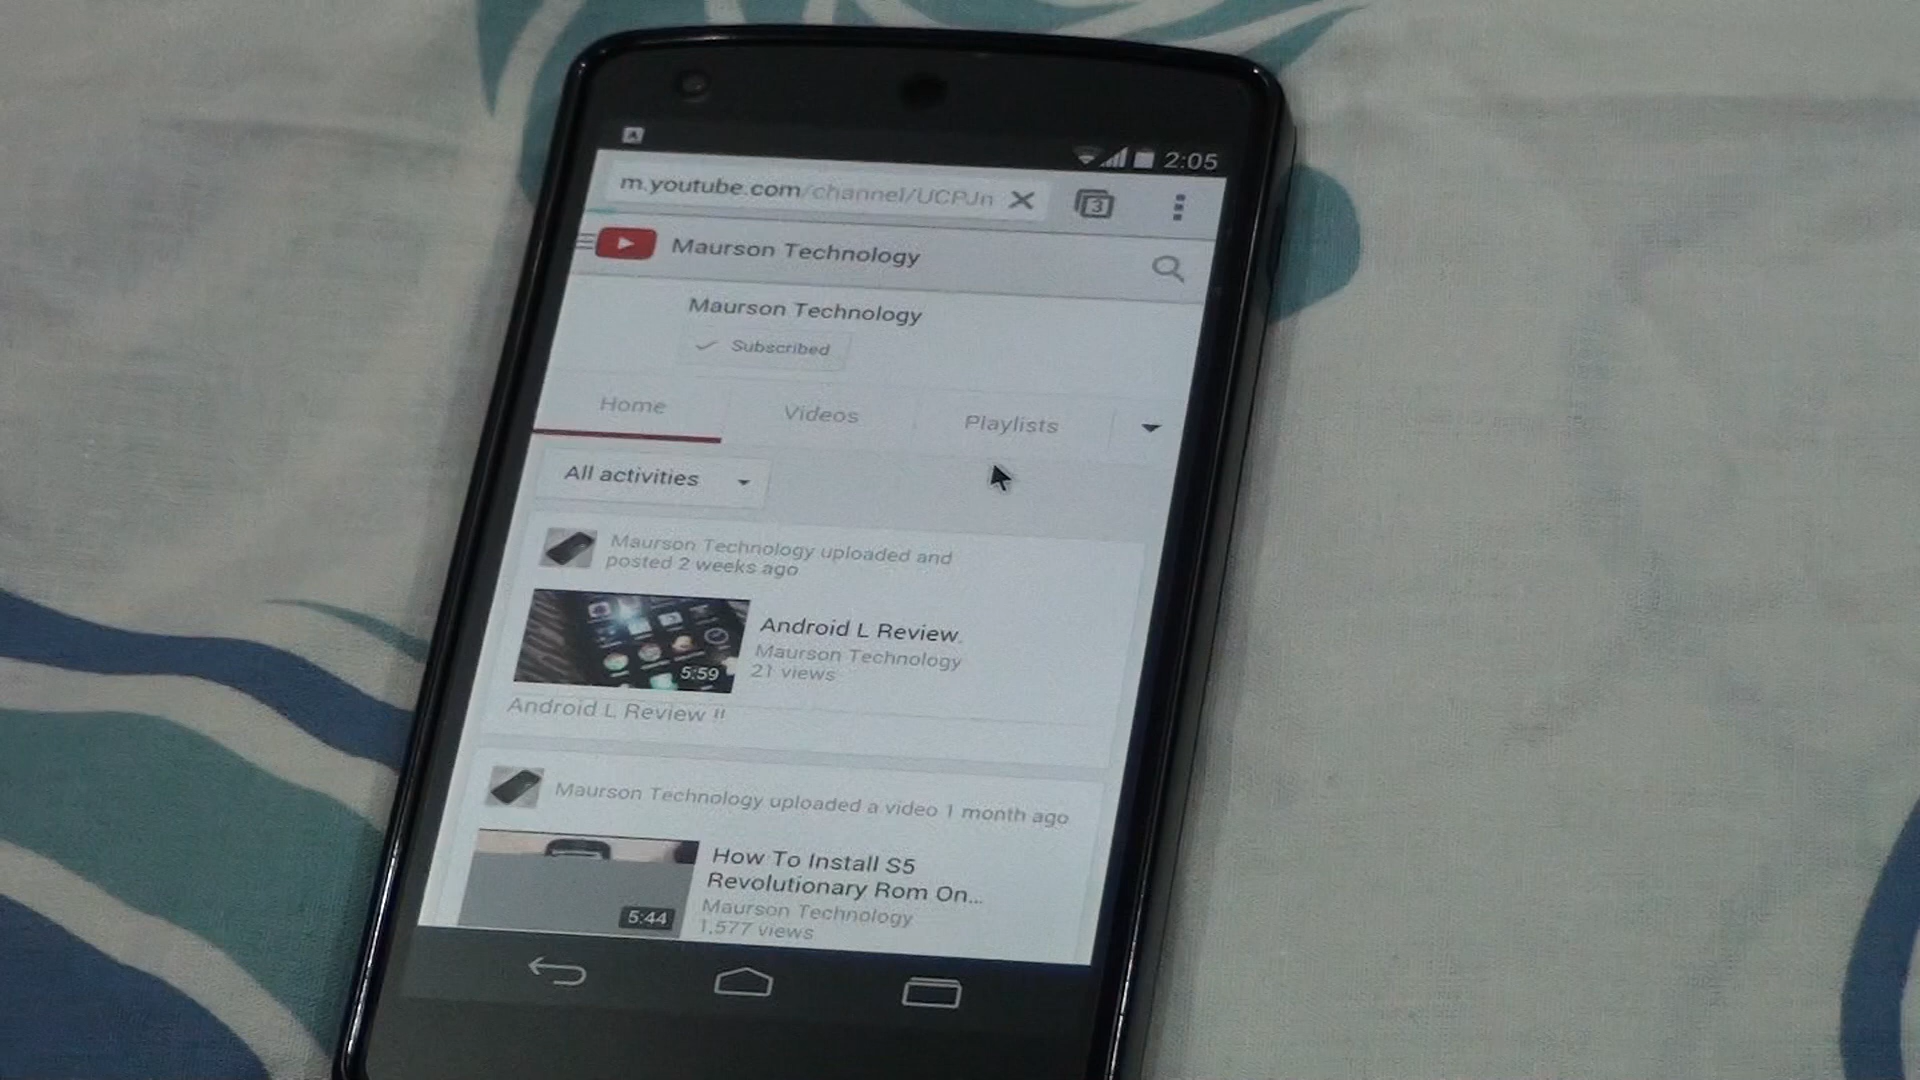 A
2:05
m.youtube.com/channel/UCPJn
3
Maurson Technology
Maurson Technology
Subscribed
Home Videos Playlists
All activities
Maurson Technology uploaded and
posted 2 weeks ago
Android L Review.
Maurson Technology
21 views
5:59
Android L Review !!
Maurson Technology uploaded a video 1 month ago
How To Install S5
Revolutionary Rom On...
Maurson Technology
1,577 views
5:44